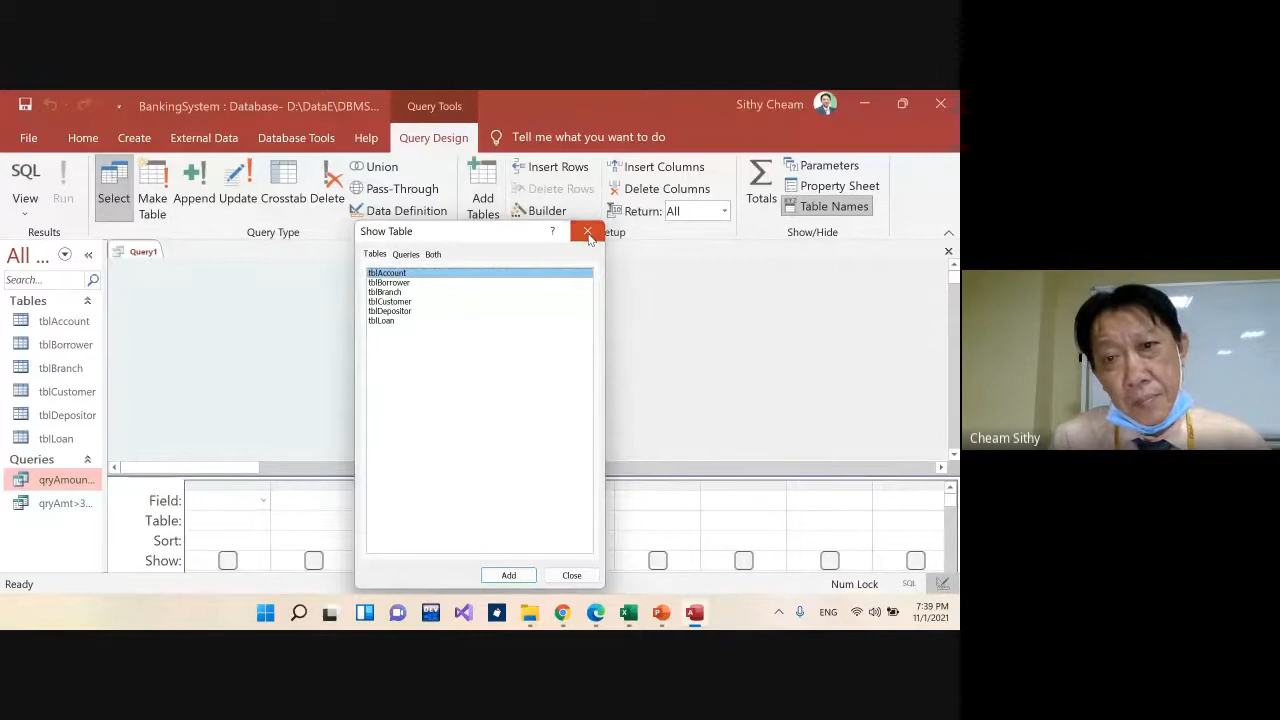 BankingSystem : Database- D:\DataE\DBMS...
Query Tools
Sithy Cheam
File
Home
Create
External Data
Database Tools
Help
Query Design
Tell me what you want to do
SQL
View
Run
Select
Make
Table
Append
Update
Crosstab
Delete
Union
Pass-Through
Data Definition
Add
Tables
Insert Rows
Delete Rows
Builder
Insert Columns
Delete Columns
Return:
All
Totals
Parameters
Property Sheet
XYZ
Table Names
Results
Query Type
etup
Show/Hide
All ...
Search...
Tables
tblAccount
tblBorrower
tblBranch
tblCustomer
tblDepositor
tblLoan
Queries
qryAmoun...
qryAmt>3...
Query1
Show Table
?
Tables
Queries
Both
tblAccount
tblBorrower
tblBranch
tblCustomer
tblDepositor
tblLoan
Add
Close
Field:
Table:
Sort:
Show:
Ready
Num Lock
SQL
DEV
ENG
7:39 PM
11/1/2021
Cheam Sithy